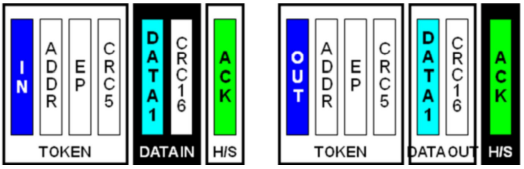 IN ADDR EP CRC5 DATA1 CRC16 ACK
TOKEN DATA IN H/S
OUT ADDR EP CRC5 DATA1 CRC16 ACK
TOKEN DATA OUT H/S